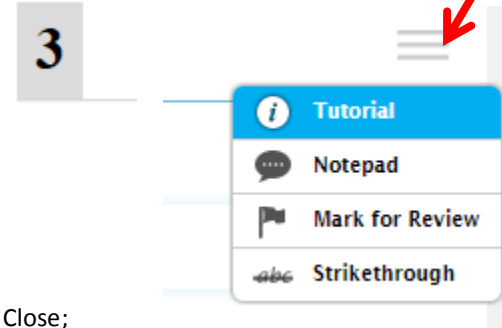 3
i Tutorial
Notepad
Mark for Review
abc Strikethrough
Close;